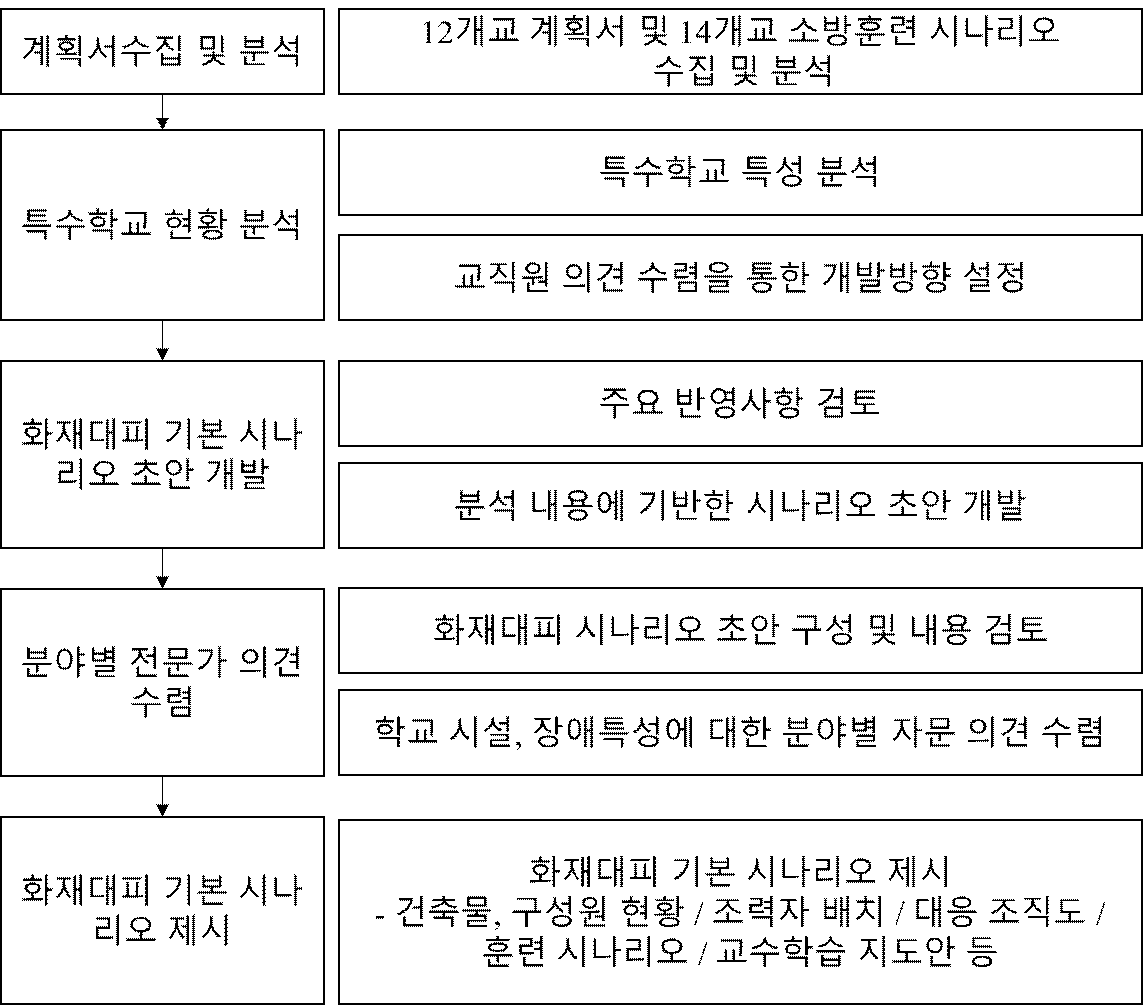 계획서수집 및 분석
12개교 계획서 및 14개교 소방훈련 시나리오
수집 및 분석
특수학교 현황 분석
특수학교 특성 분석
교직원 의견 수렴을 통한 개발방향 설정
화재대피 기본 시나
리오 초안 개발
주요 반영사항 검토
분석 내용에 기반한 시나리오 초안 개발
분야별 전문가 의견
수렴
화재대피 시나리오 초안 구성 및 내용 검토
학교 시설, 장애특성에 대한 분야별 자문 의견 수렴
화재대피 기본 시나
리오 제시
화재대피 기본 시나리오 제시
- 건축물, 구성원 현황 / 조력자 배치 / 대응 조직도 /
훈련 시나리오 / 교수학습 지도안 등